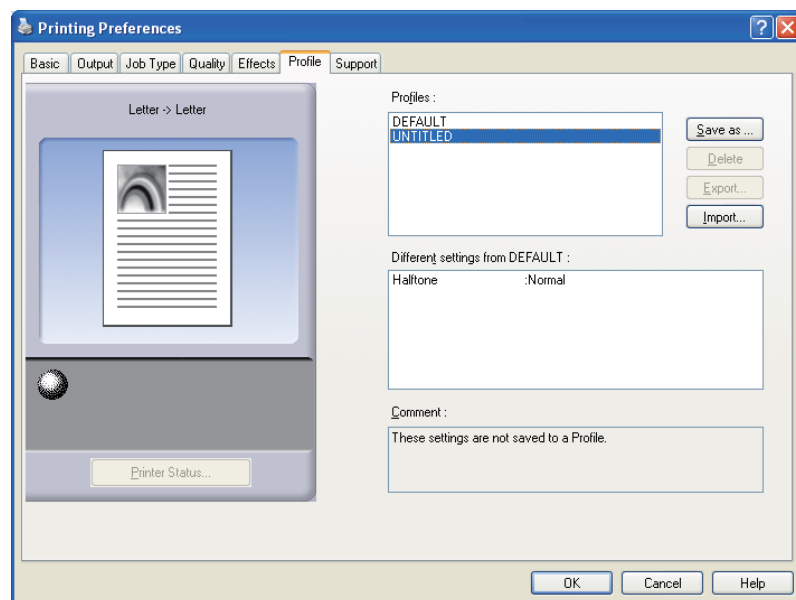 Printing Preferences
Basic Output Job Type Quality Effects Profile Support
Letter -> Letter
Printer Status...
Profiles :
DEFAULT
UNTITLED
Save as ...
Delete
Export...
Import...
Different settings from DEFAULT :
Halftone :Normal
Comment :
These settings are not saved to a Profile.
OK Cancel Help